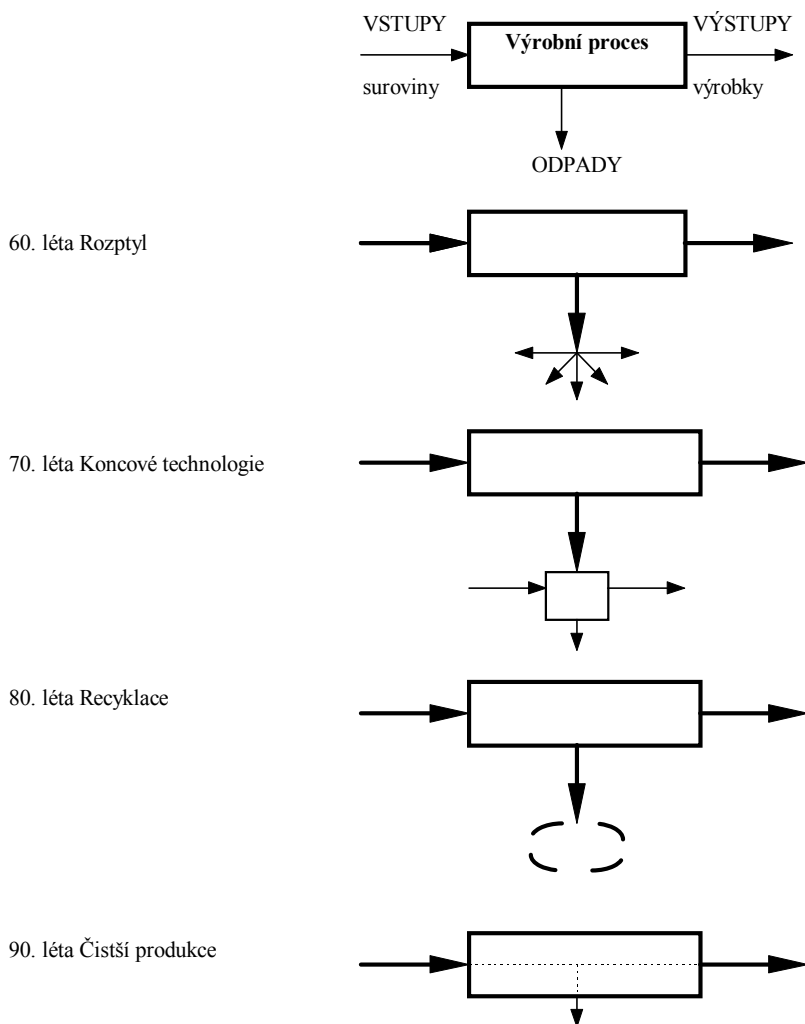 VSTUPY
Výrobní proces
VÝSTUPY
suroviny
výrobky
ODPADY
60. léta Rozptyl
70. léta Koncové technologie
80. léta Recyklace
90. léta Čistší produkce